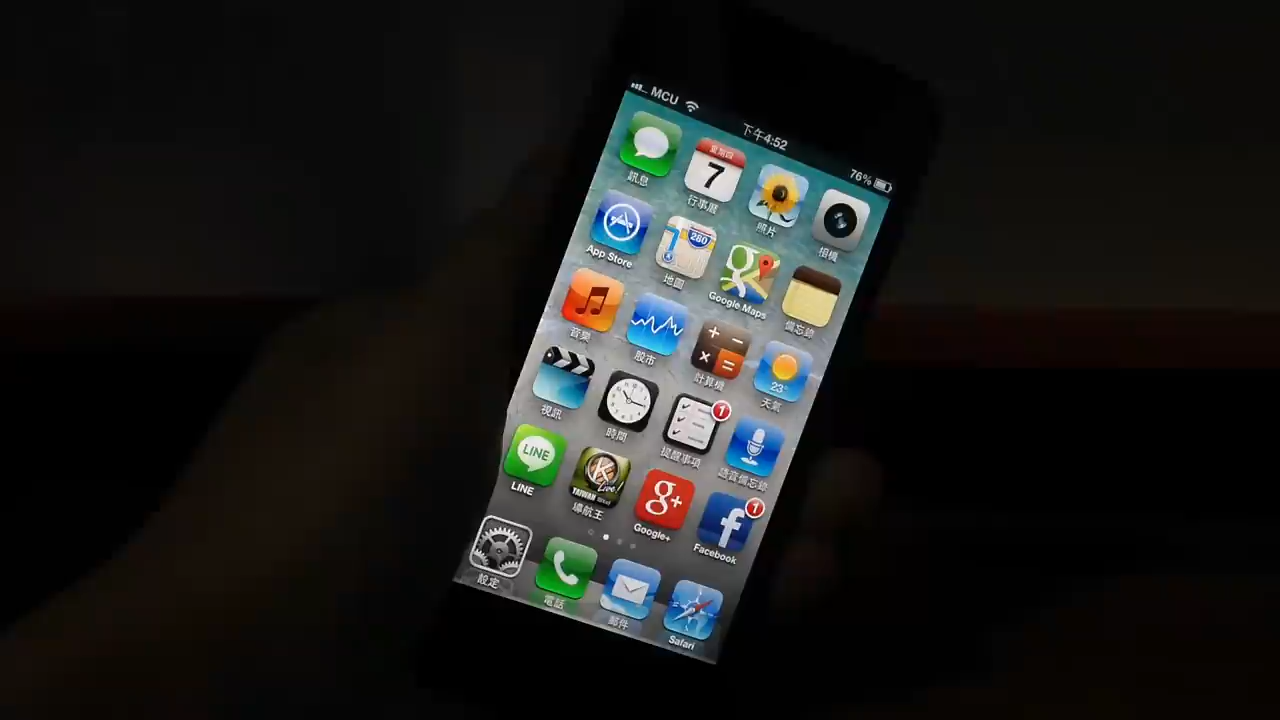 MCU
下午4:52
76%
訊息
星期四
7
行事曆
照片
相機
App Store
280
地圖
g
Google Maps
備忘錄
音樂
股市
計算機
23°
天氣
視訊
時間
1
提醒事項
語音備忘錄
LINE
LINE
K
Live!
TAIWAN
導航王
g+
Google+
1
f
Facebook
設定
電話
郵件
Safari